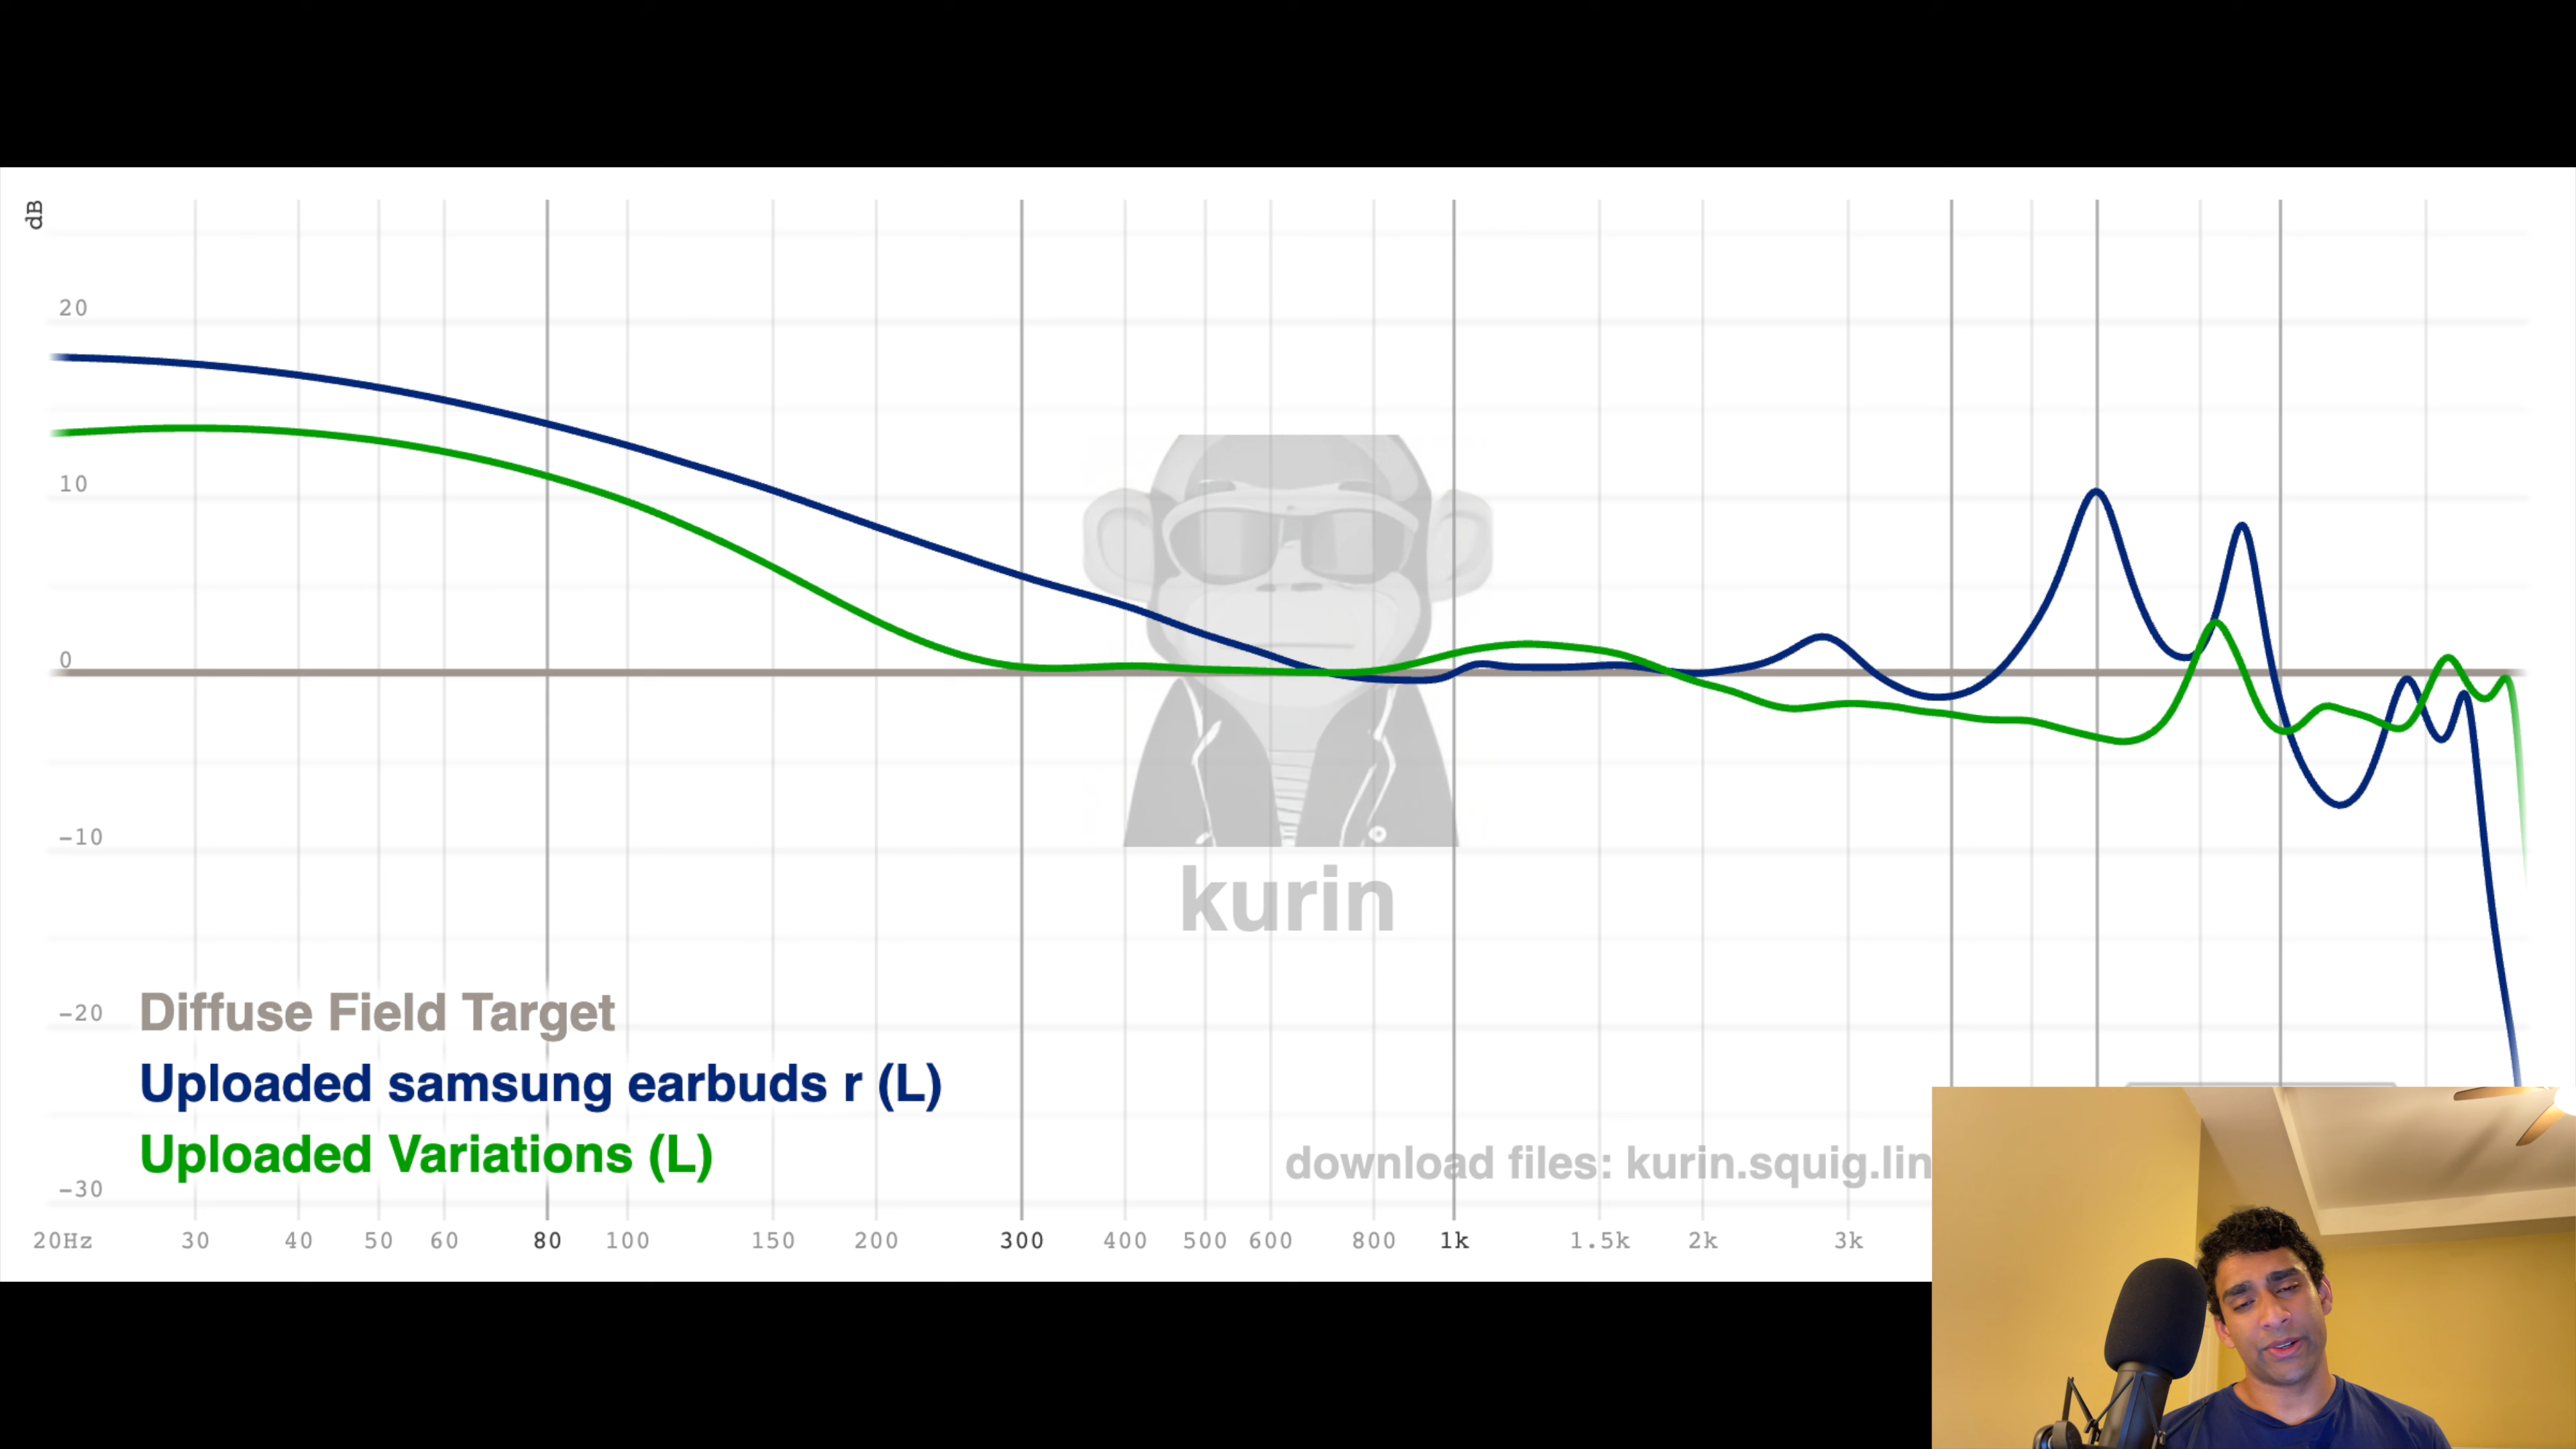 dB
20
10
0
-10
kurin
-20
Diffuse Field Target
Uploaded samsung earbuds r (L)
Uploaded Variations (L)
download files: kurin.squig.lin
-30
20Hz 30 40 50 60 80 100 150 200 300 400 500 600 800 1k 1.5k 2k 3k